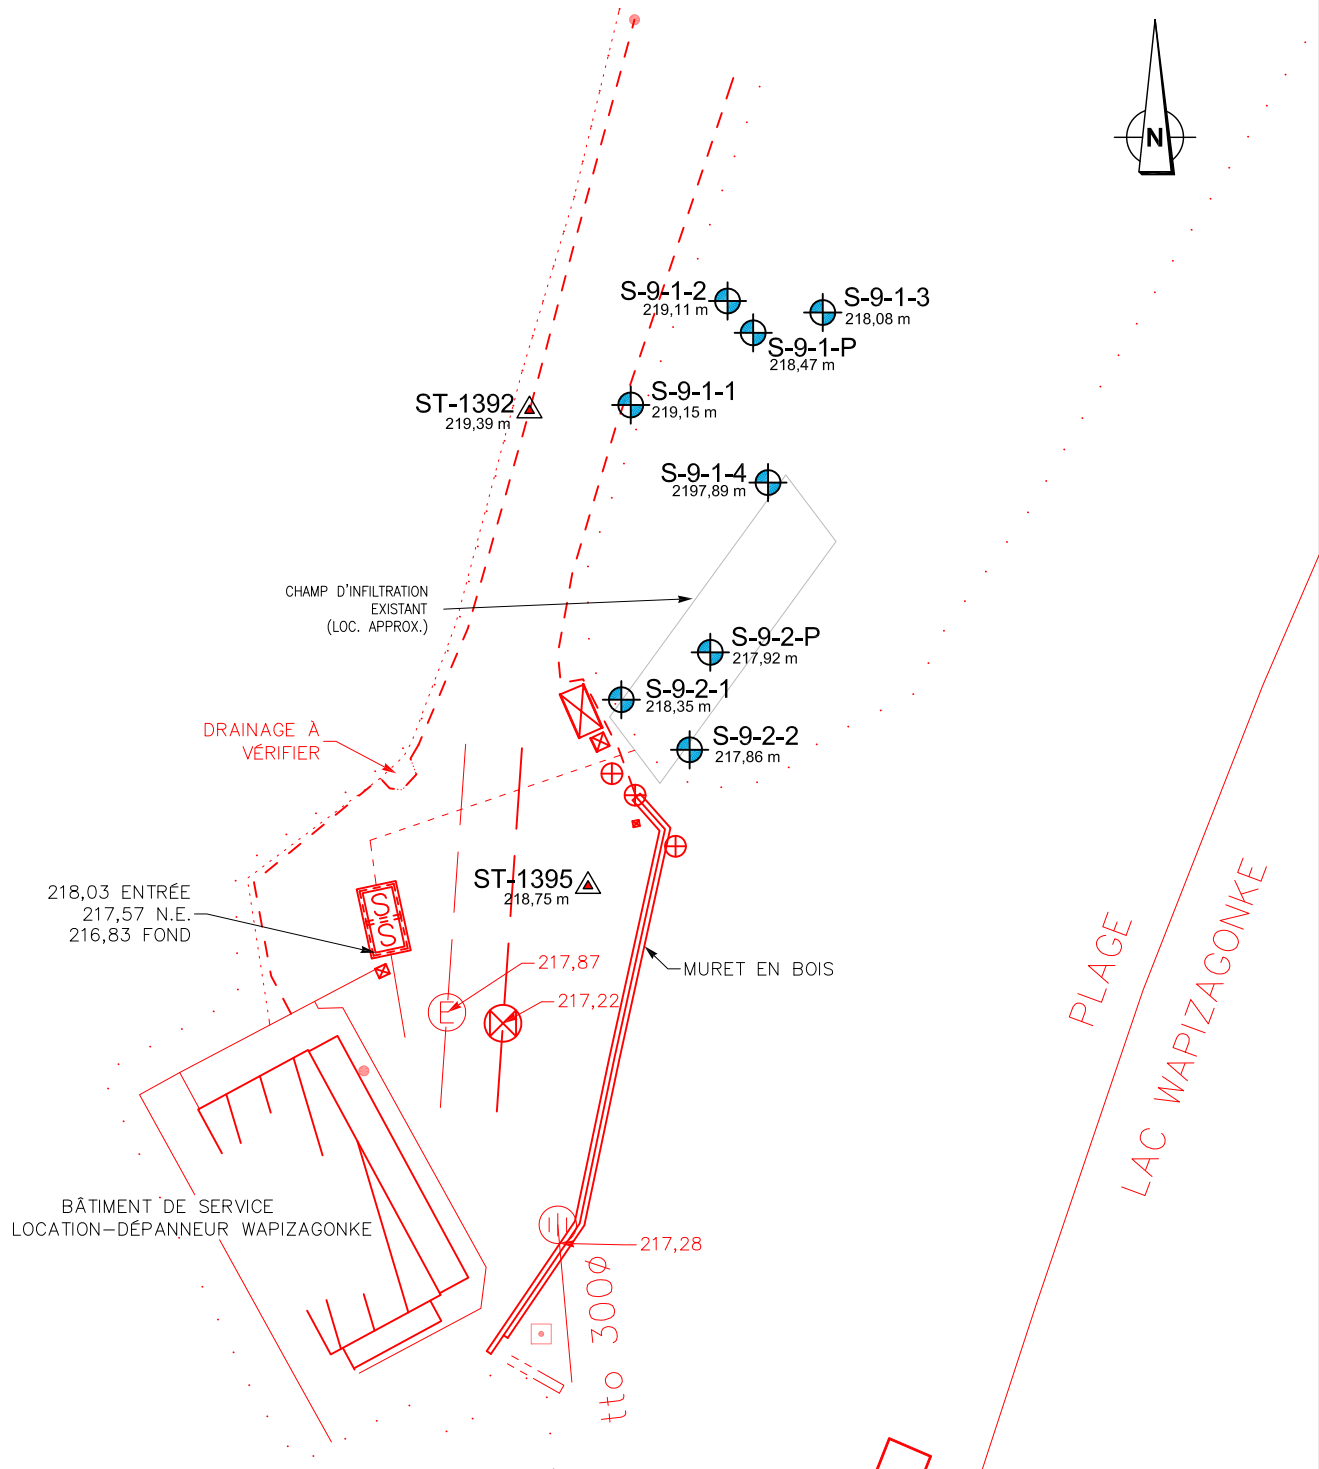 N
S-9-1-2
219,11 m
S-9-1-3
218,08 m
S-9-1-P
218,47 m
ST-1392
219,39 m
S-9-1-1
219,15 m
S-9-1-4
2197,89 m
CHAMP D'INFILTRATION
EXISTANT
(LOC. APPROX.)
S-9-2-P
217,92 m
S-9-2-1
218,35 m
S-9-2-2
217,86 m
DRAINAGE À
VÉRIFIER
ST-1395
218,75 m
218,03 ENTRÉE
217,57 N.E.
216,83 FOND
S
S
217,87
E
217,22
MURET EN BOIS
PLAGE
LAC WAPIZAGONKE
BÂTIMENT DE SERVICE
LOCATION-DÉPANNEUR WAPIZAGONKE
217,28
tto 300Ø